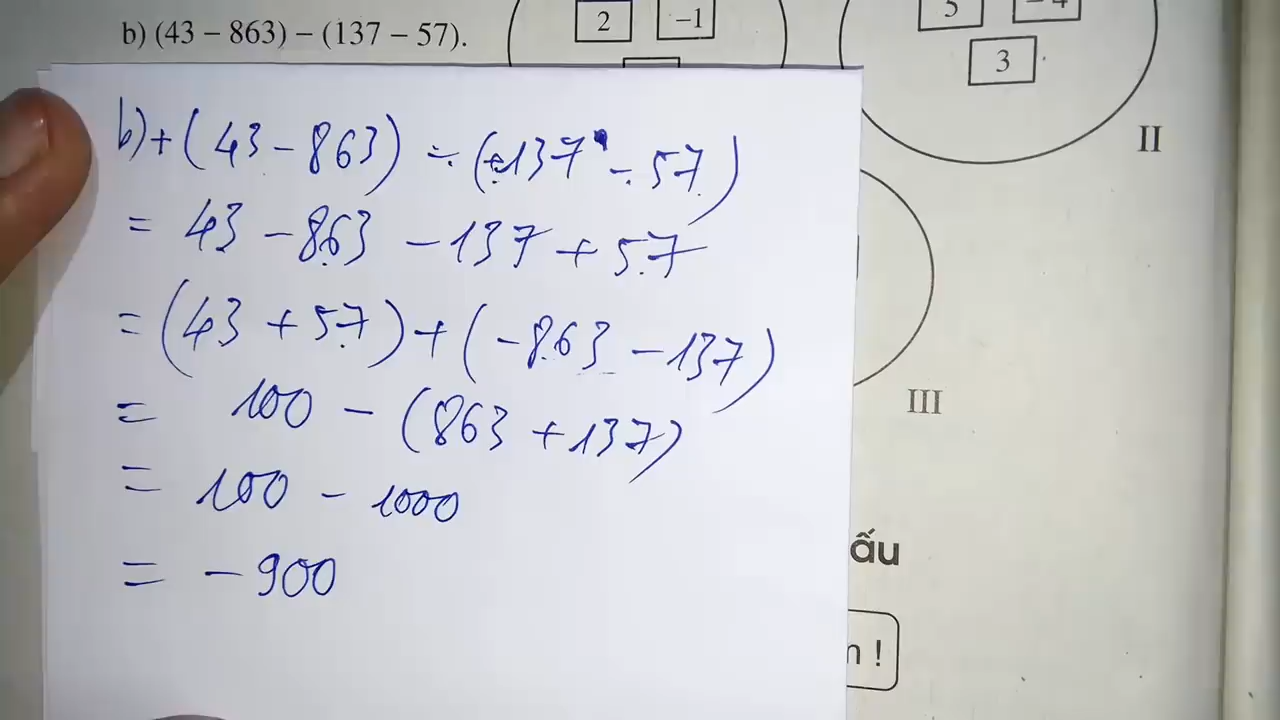 b) (43 – 863) – (137 – 57).
2
–1
5
–4
3
II
III
b) + (43 - 863) - (+137 - 57)
= 43 - 863 - 137 + 57
= (43 + 57) + (-863 - 137)
= 100 - (863 + 137)
= 100 - 1000
= - 900
ấu
!